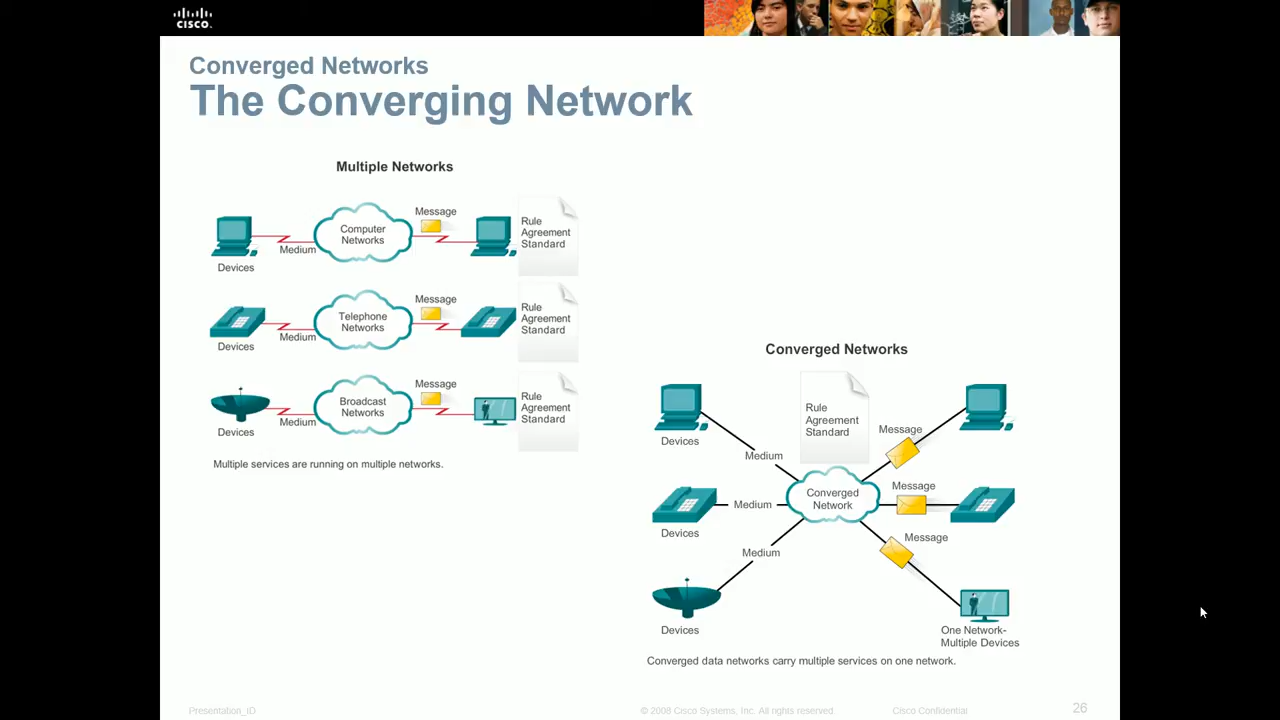 CISCO
Converged Networks
The Converging Network
Multiple Networks
Computer
Networks
Message
Medium
Devices
Rule
Agreement
Standard
Telephone
Networks
Message
Medium
Devices
Rule
Agreement
Standard
Broadcast
Networks
Message
Medium
Devices
Rule
Agreement
Standard
Multiple services are running on multiple networks.
Converged Networks
Rule
Agreement
Standard
Devices
Medium
Message
Devices
Medium
Converged
Network
Message
Devices
Medium
Message
One Network-
Multiple Devices
Converged data networks carry multiple services on one network.
Presentation_ID
© 2008 Cisco Systems, Inc. All rights reserved
Cisco Confidential
26